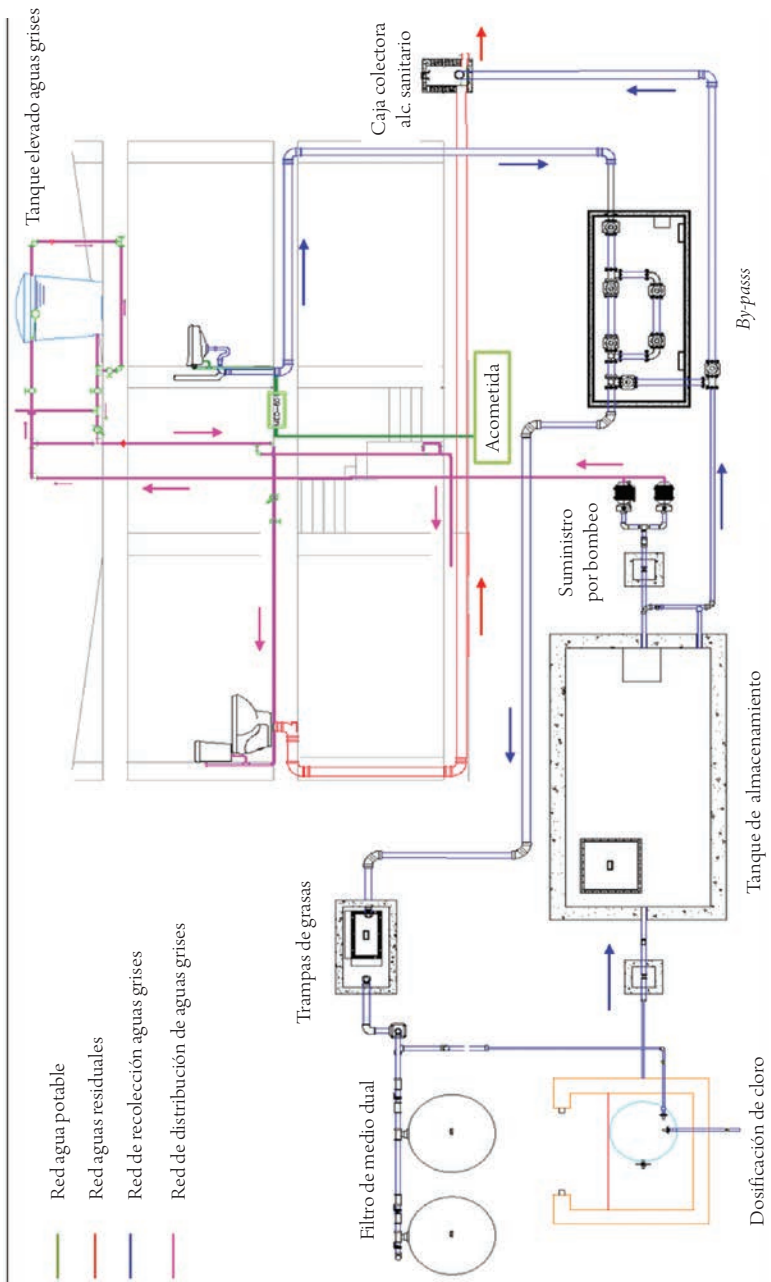 Red agua potable
Red aguas residuales
Red de recolección aguas grises
Red de distribución de aguas grises
Tanque elevado aguas grises
Caja colectora
alc. sanitario
Acometida
By-passs
Suministro
por bombeo
Trampas de grasas
Filtro de medio dual
Tanque de almacenamiento
Dosificación de cloro